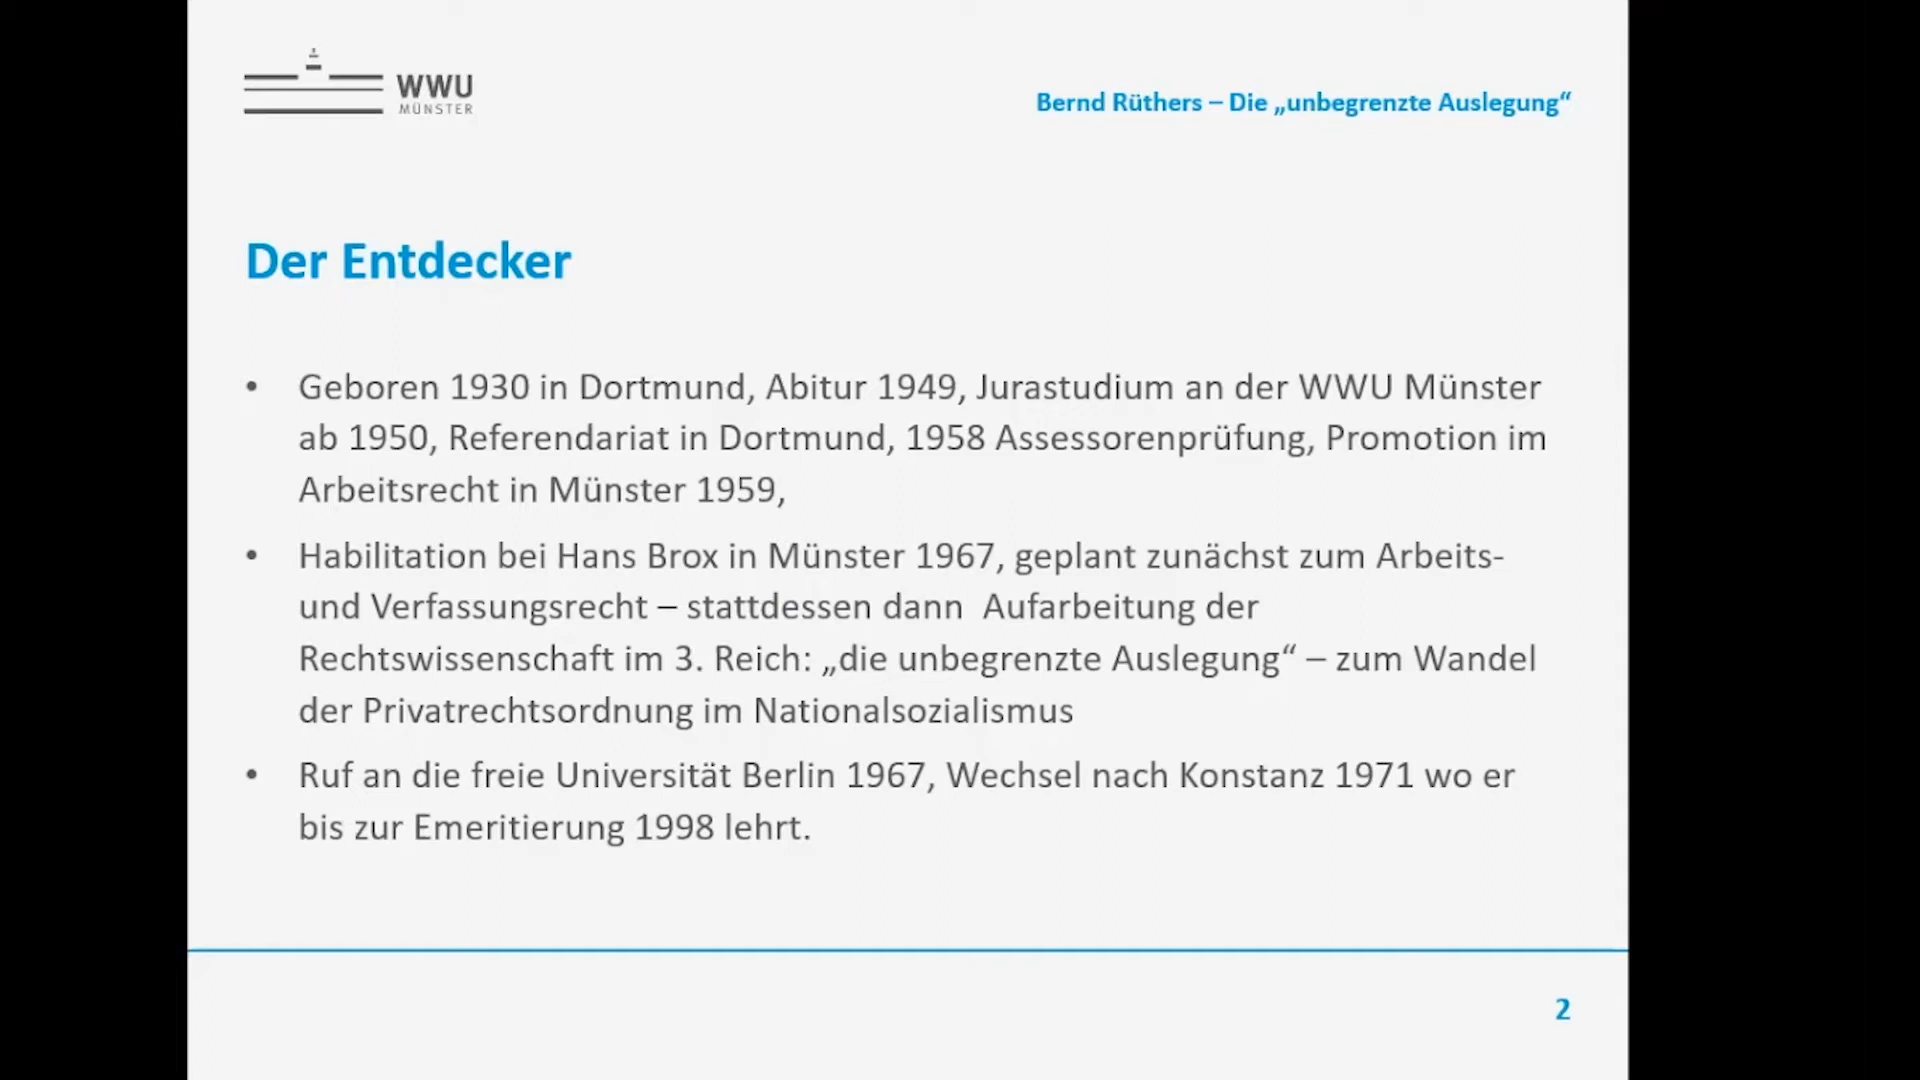 WWU
MÜNSTER
Bernd Rüthers – Die „unbegrenzte Auslegung“
Der Entdecker
• Geboren 1930 in Dortmund, Abitur 1949, Jurastudium an der WWU Münster
ab 1950, Referendariat in Dortmund, 1958 Assessorenprüfung, Promotion im
Arbeitsrecht in Münster 1959,
• Habilitation bei Hans Brox in Münster 1967, geplant zunächst zum Arbeits-
und Verfassungsrecht – stattdessen dann  Aufarbeitung der
Rechtswissenschaft im 3. Reich: „die unbegrenzte Auslegung“ – zum Wandel
der Privatrechtsordnung im Nationalsozialismus
• Ruf an die freie Universität Berlin 1967, Wechsel nach Konstanz 1971 wo er
bis zur Emeritierung 1998 lehrt.
2